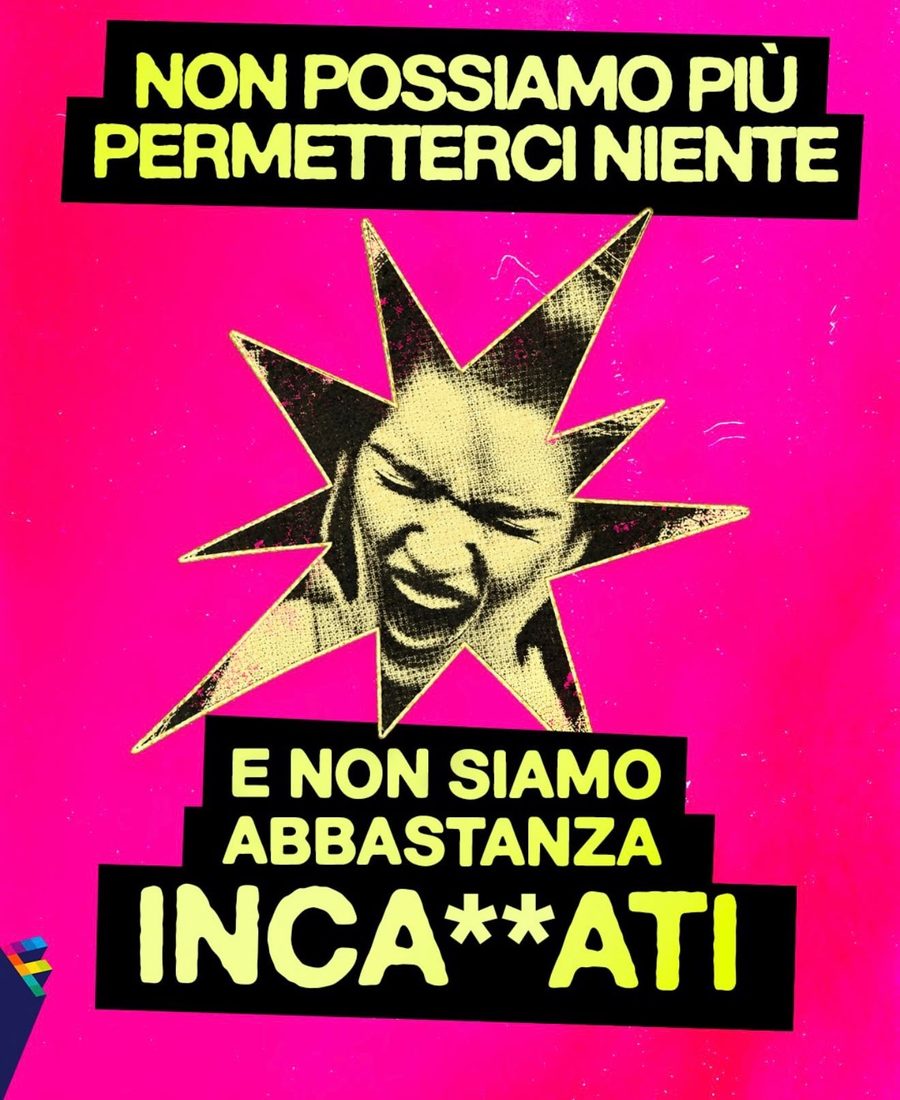 NON POSSIAMO PIÙ
PERMETTERCI NIENTE
E NON SIAMO
ABBASTANZA
INCA**ATI